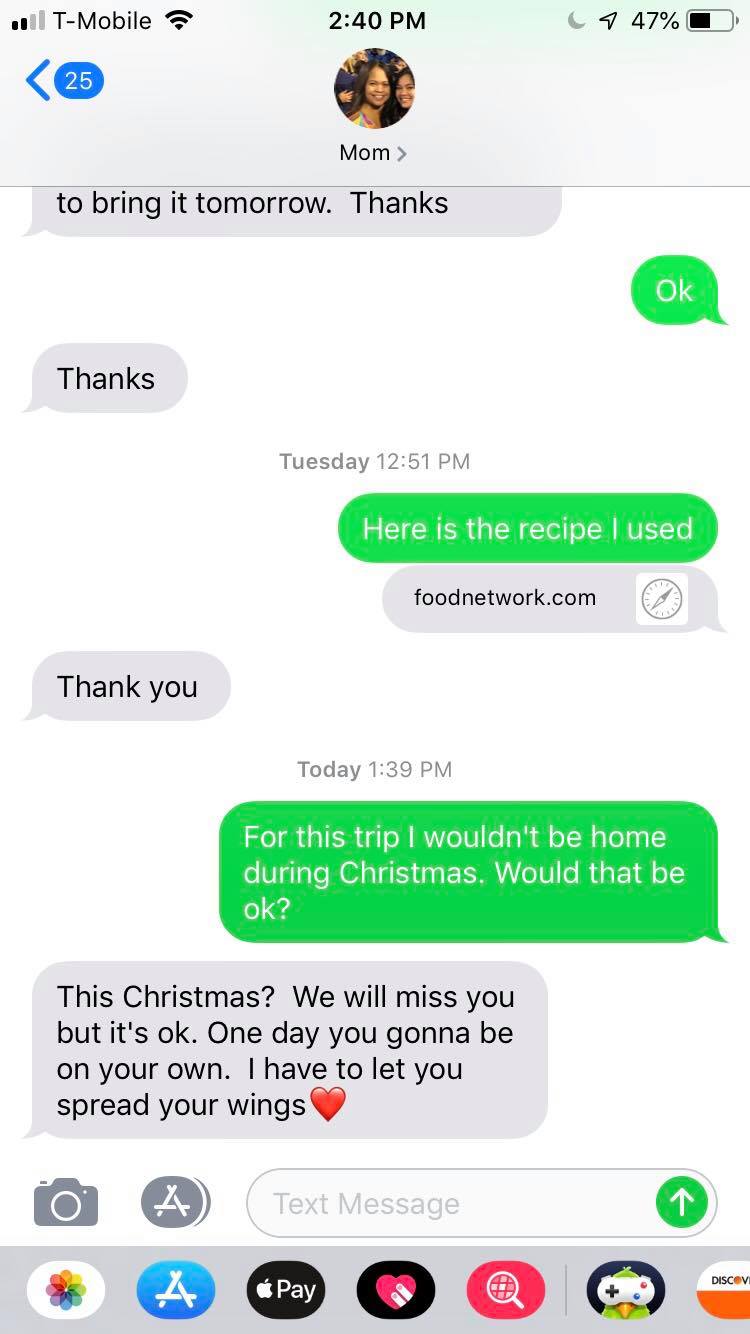 T-Mobile 2:40 PM 47%
25
Mom
to bring it tomorrow.  Thanks
Ok
Thanks
Tuesday 12:51 PM
Here is the recipe I used
foodnetwork.com
Thank you
Today 1:39 PM
For this trip I wouldn't be home
during Christmas. Would that be
ok?
This Christmas?  We will miss you
but it's ok. One day you gonna be
on your own.  I have to let you
spread your wings❤️
Text Message
Pay
DISCOV